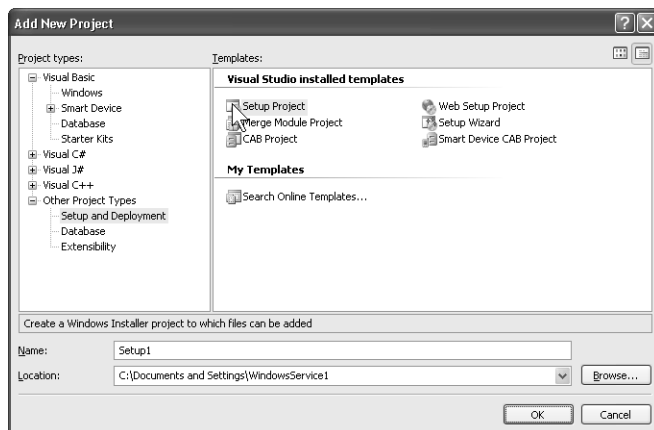 Add New Project
Project types:
Templates:
Visual Basic
Windows
Smart Device
Database
Starter Kits
Visual C#
Visual J#
Visual C++
Other Project Types
Setup and Deployment
Database
Extensibility
Visual Studio installed templates
Setup Project
Web Setup Project
Merge Module Project
Setup Wizard
CAB Project
Smart Device CAB Project
My Templates
Search Online Templates...
Create a Windows Installer project to which files can be added
Name:
Setup1
Location:
C:\Documents and Settings\WindowsService1
Browse...
OK
Cancel